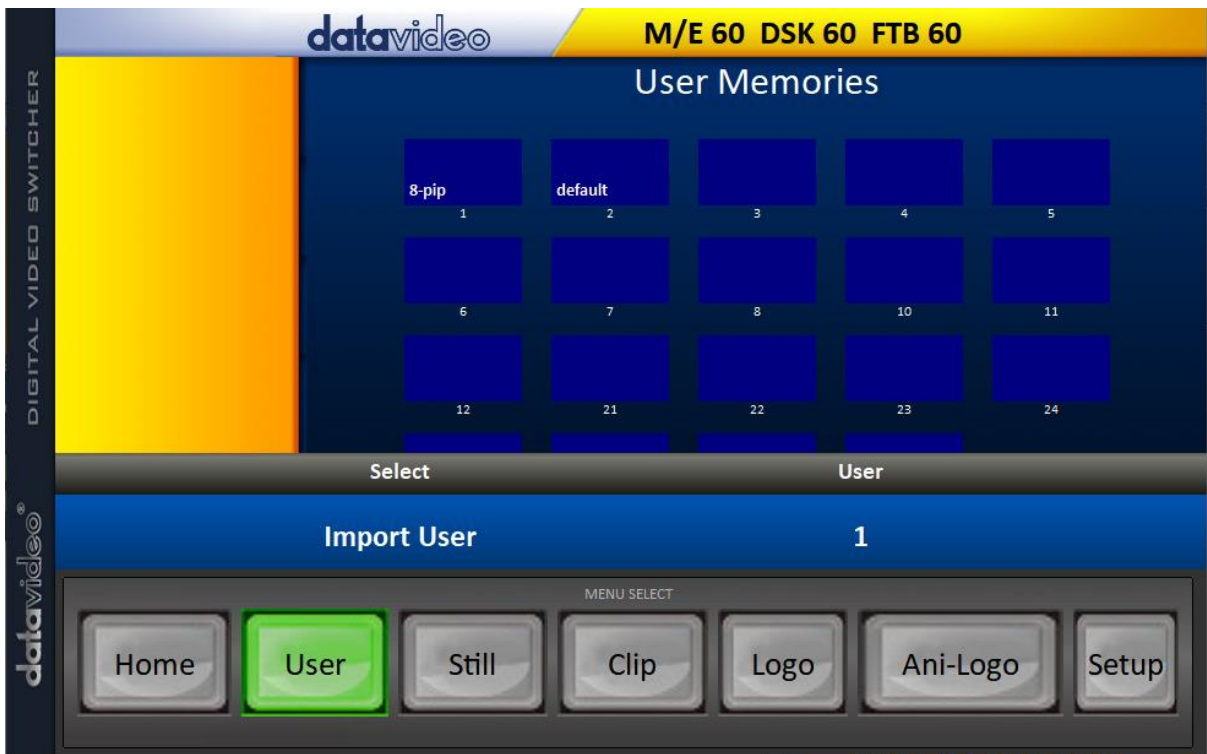 datavideo
M/E 60 DSK 60 FTB 60
User Memories
8-pip
default
1
2
3
4
5
6
7
8
10
11
12
21
22
23
24
Select
User
Import User
1
MENU SELECT
Home
User
Still
Clip
Logo
Ani-Logo
Setup
DIGITAL VIDEO SWITCHER
datavideo®